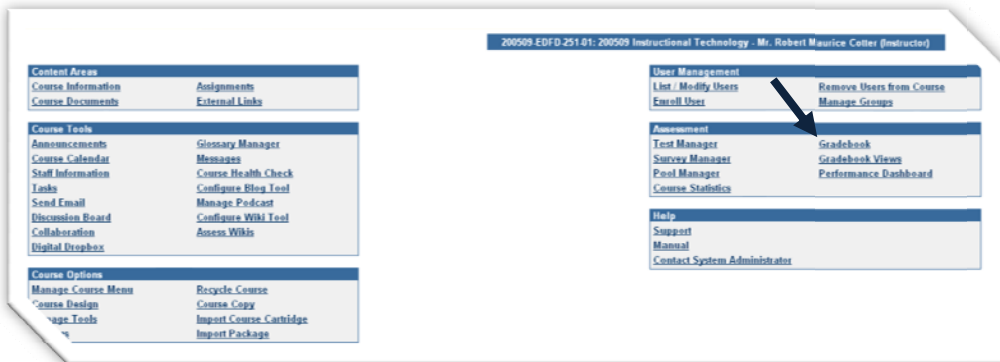 200509-EDFD-251-01: 200509 Instructional Technology - Mr. Robert Maurice Cotter (Instructor)
Content Areas
Course Information Assignments
Course Documents External Links
Course Tools
Announcements Glossary Manager
Course Calendar Messages
Staff Information Course Health Check
Tasks Configure Blog Tool
Send Email Manage Podcast
Discussion Board Configure Wiki Tool
Collaboration Assess Wikis
Digital Dropbox
Course Options
Manage Course Menu Recycle Course
Course Design Course Copy
Tools Import Course Cartridge
Import Package
User Management
List / Modify Users Remove Users from Course
Enroll User Manage Groups
Assessment
Test Manager Gradebook
Survey Manager Gradebook Views
Pool Manager Performance Dashboard
Course Statistics
Help
Support
Manual
Contact System Administrator